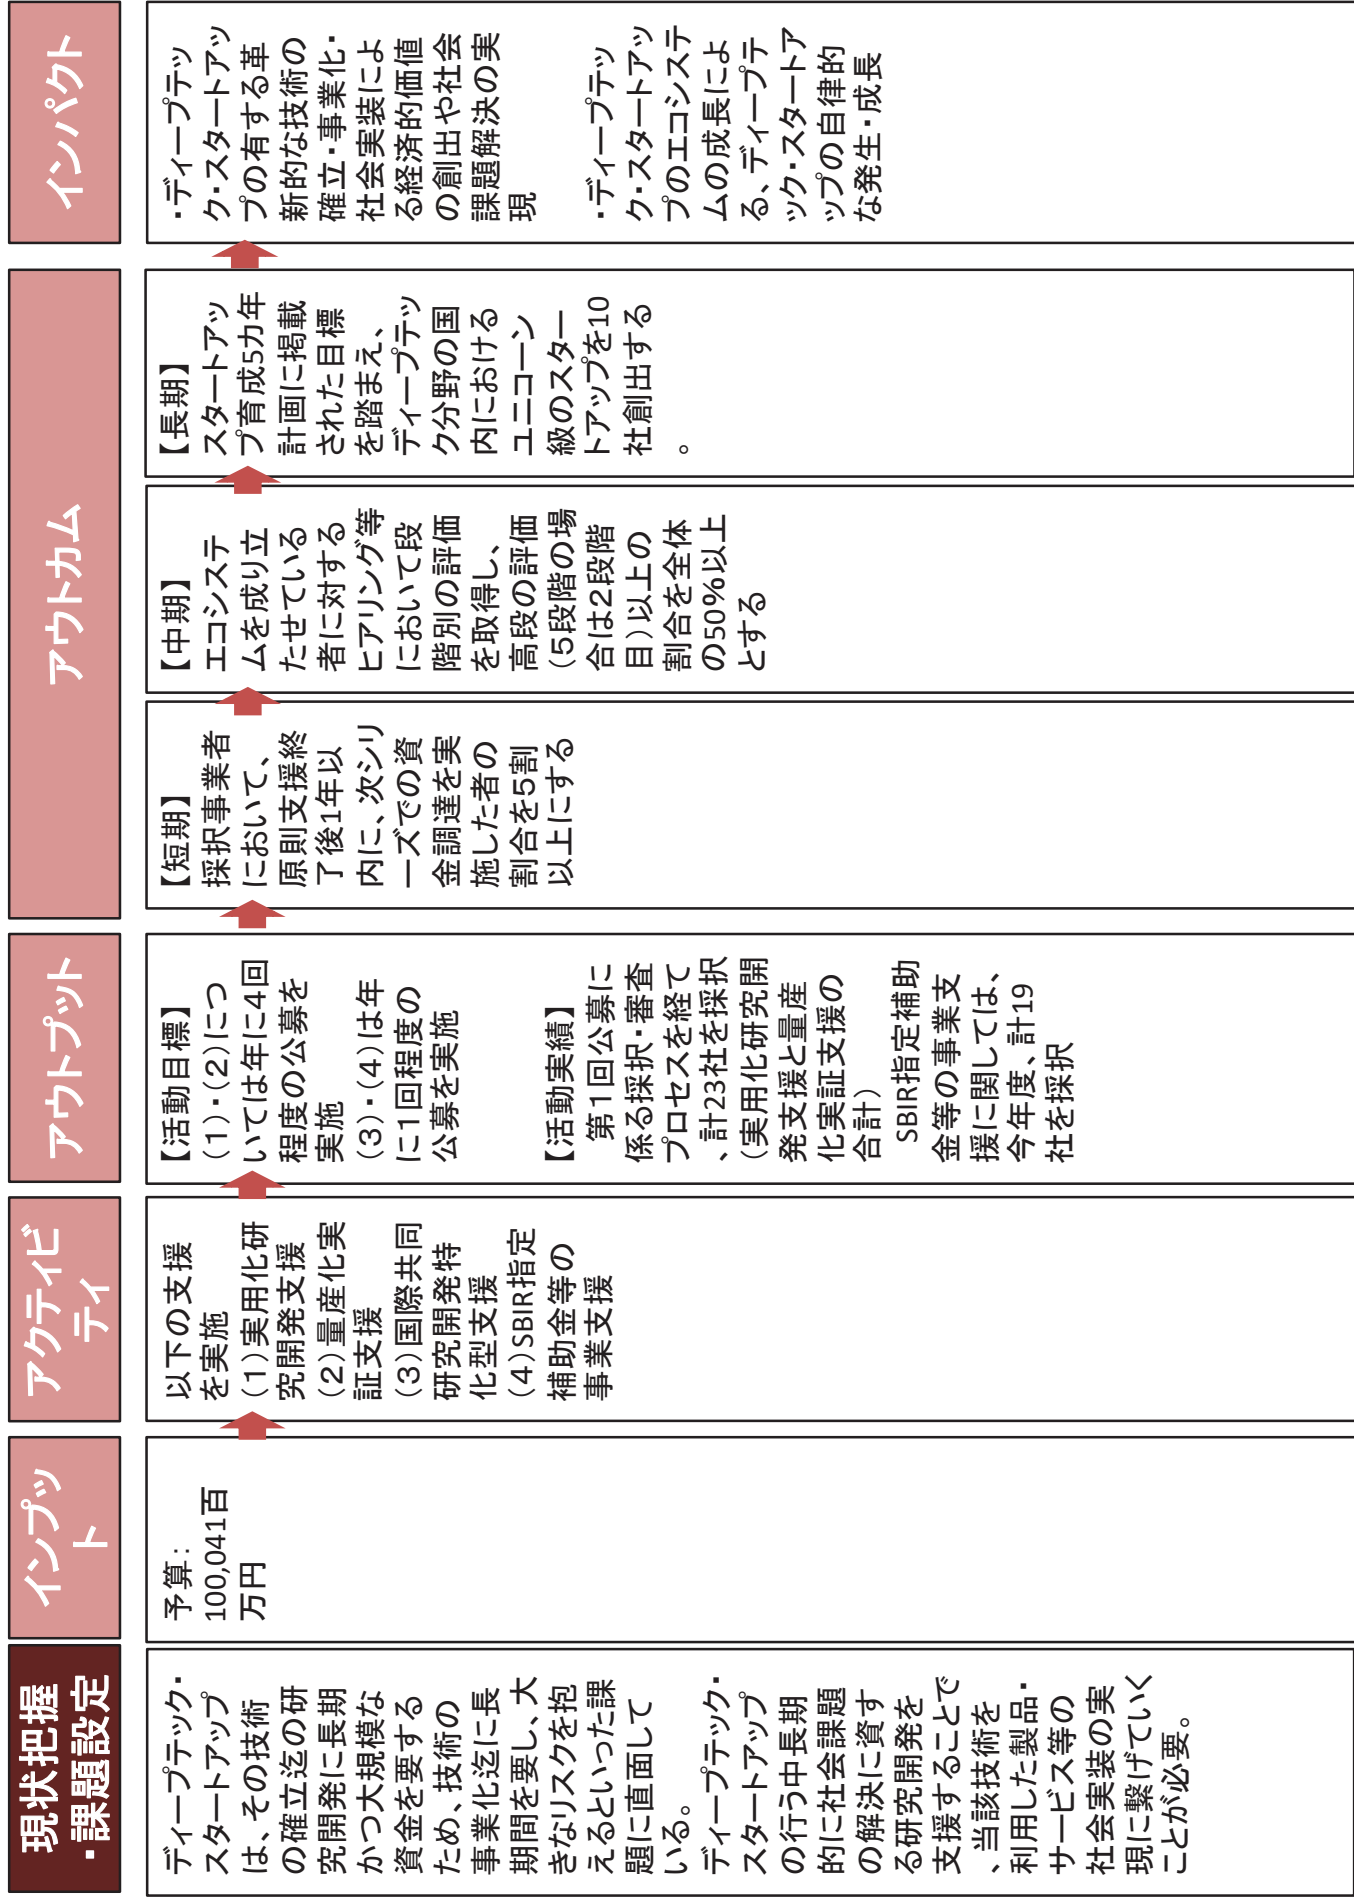 現状把握
・課題設定
ディープテック・
スタートアップ
は、その技術
の確立迄の研
究開発に長期
かつ大規模な
資金を要する
ため、技術の
事業化迄に長
期間を要し、大
きなリスクを抱
えるといった課
題に直面して
いる。
ディープテック・
スタートアップ
の行う中長期
的に社会課題
の解決に資す
る研究開発を
支援することで
、当該技術を
利用した製品・
サービス等の
社会実装の実
現に繋げていく
ことが必要。
インプッ
ト
予算：
100,041百
万円
アクティビ
ティ
以下の支援
を実施
（１）実用化研
究開発支援
（２）量産化実
証支援
（３）国際共同
研究開発特
化型支援
（４）SBIR指定
補助金等の
事業支援
アウトプット
【活動目標】
（１）・（２）につ
いては年に４回
程度の公募を
実施
（３）・（４）は年
に１回程度の
公募を実施
【活動実績】
第１回公募に
係る採択・審査
プロセスを経て
、計23社を採択
（実用化研究開
発支援と量産
化実証支援の
合計）
SBIR指定補助
金等の事業支
援に関しては、
今年度、計19
社を採択
アウトカム
【短期】
採択事業者
において、
原則支援終
了後1年以
内に、次シリ
ーズでの資
金調達を実
施した者の
割合を５割
以上にする
【中期】
エコシステ
ムを成り立
たせている
者に対する
ヒアリング等
において段
階別の評価
を取得し、
高段の評価
（５段階の場
合は２段階
目）以上の
割合を全体
の50％以上
とする
【長期】
スタートアッ
プ育成5カ年
計画に掲載
された目標
を踏まえ、
ディープテッ
ク分野の国
内における
ユニコーン
級のスター
トアップを10
社創出する
。
インパクト
・ディープテッ
ク・スタートアッ
プの有する革
新的な技術の
確立・事業化・
社会実装によ
る経済的価値
の創出や社会
課題解決の実
現
・ディープテッ
ク・スタートアッ
プのエコシステ
ムの成長によ
る、ディープテ
ック・スタートア
ップの自律的
な発生・成長